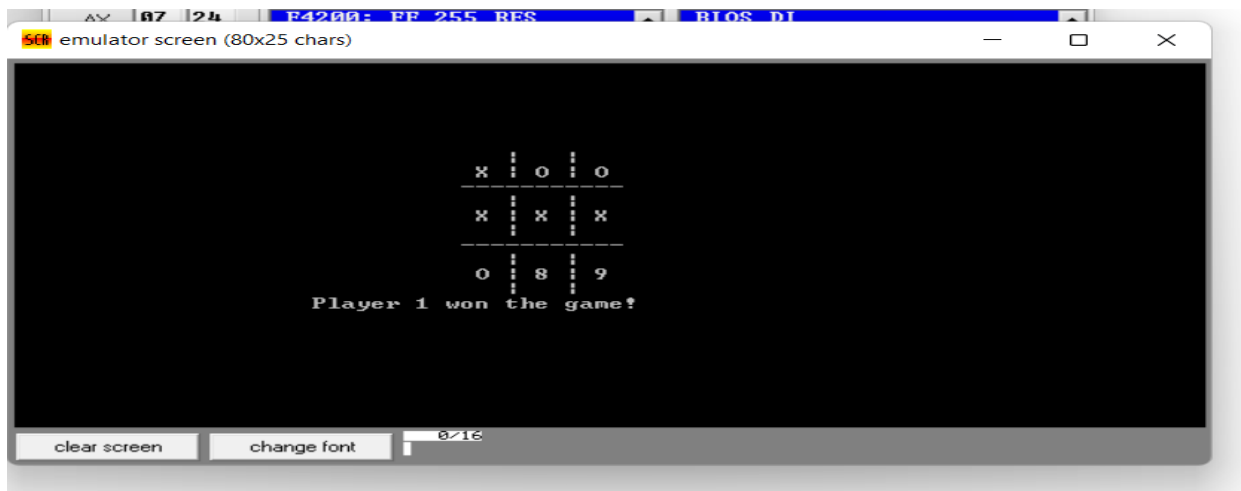 07 24 F4200: FF 255 RES BIOS DI
SCR emulator screen (80x25 chars)
x o o
x x x
o 8 9
Player 1 won the game!
clear screen change font 0/16